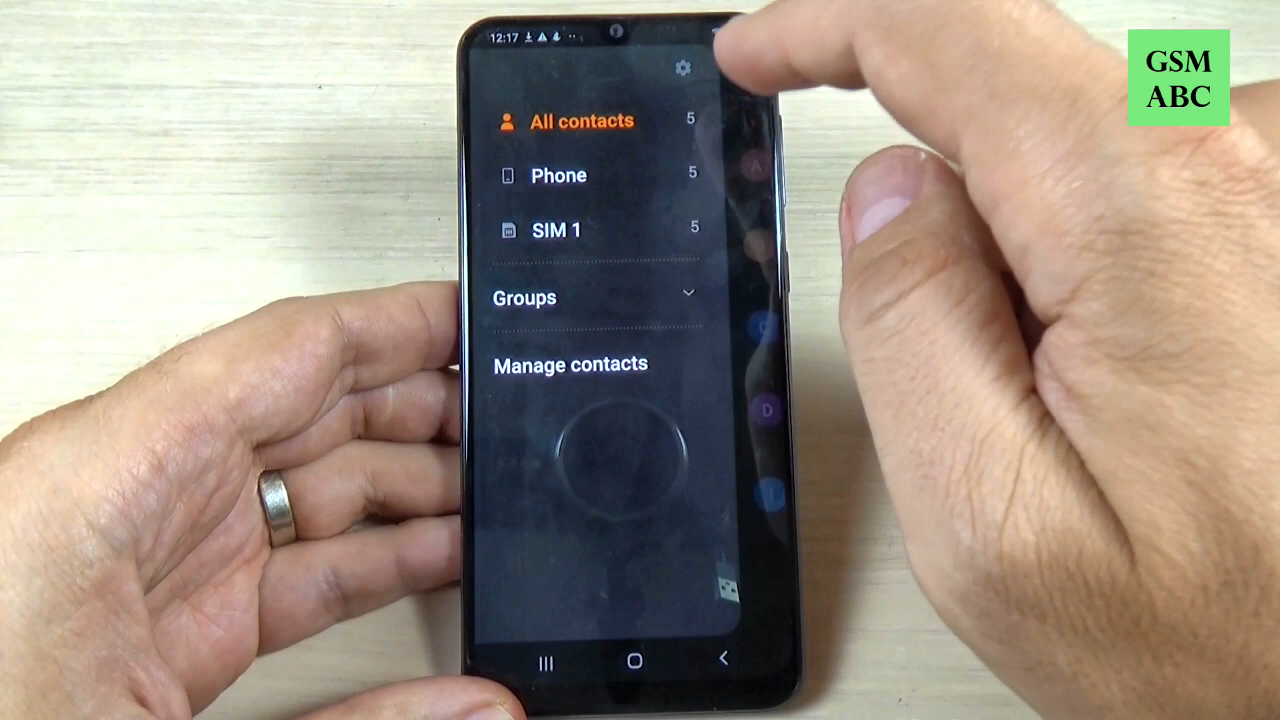 GSM
ABC
12:17
All contacts 5
Phone 5
SIM 1 5
Groups
Manage contacts
A
D
L